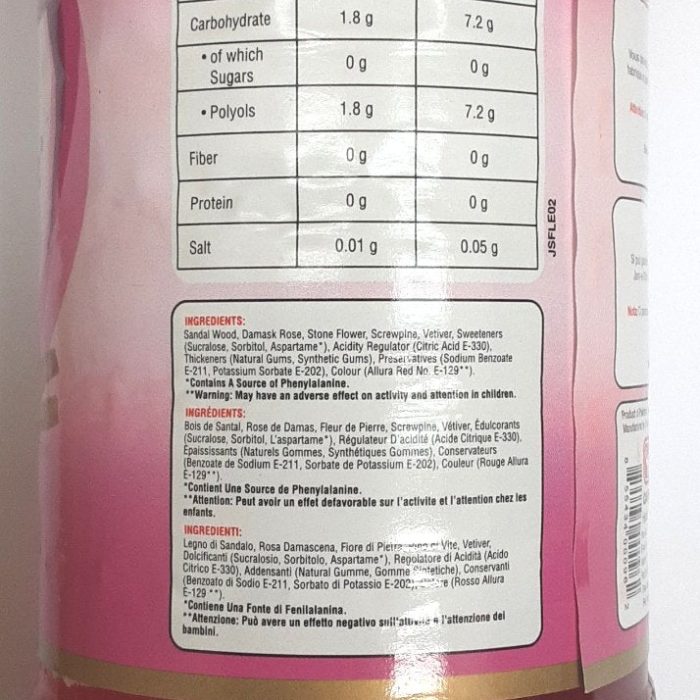 Carbohydrate 1.8 g 7.2 g
• of which 0 g 0 g
Sugars
• Polyols 1.8 g 7.2 g
Fiber 0 g 0 g
Protein 0 g 0 g
Salt 0.01 g 0.05 g
JSFLE02
INGREDIENTS:
Sandal Wood, Damask Rose, Stone Flower, Screwpine, Vetiver, Sweeteners
(Sucralose, Sorbitol, Aspartame*), Acidity Regulator (Citric Acid E-330),
Thickeners (Natural Gums, Synthetic Gums), Preservatives (Sodium Benzoate
E-211, Potassium Sorbate E-202), Colour (Allura Red No. E-129**).
*Contains A Source of Phenylalanine.
**Warning: May have an adverse effect on activity and attention in children.
INGRÉDIENTS:
Bois de Santal, Rose de Damas, Fleur de Pierre, Screwpine, Vétiver, Édulcorants
(Sucralose, Sorbitol, L'aspartame*), Régulateur D'acidité (Acide Citrique E-330),
Épaississants (Naturels Gommes, Synthétiques Gommes), Conservateurs
(Benzoate de Sodium E-211, Sorbate de Potassium E-202), Couleur (Rouge Allura
E-129**).
*Contient Une Source de Phenylalanine.
**Attention: Peut avoir un effet defavorable sur l'activite et l'attention chez les
enfants.
INGREDIENTI:
Legno di Sandalo, Rosa Damascena, Fiore di Vite, Vetiver,
Dolcificanti (Sucralosio, Sorbitolo, Aspartame*), Regolatore di Acidità (Acido
Citrico E-330), Addensanti (Natural Gumme, Gomme Sintetiche), Conservanti
(Benzoato di Sodio E-211, Sorbato di Potassio E-202), (Rosso Allura
E-129 **).
*Contiene Una Fonte di Fenilalanina.
**Attenzione: Può avere un effetto negativo sull'attività e l'attenzione dei
bambini.